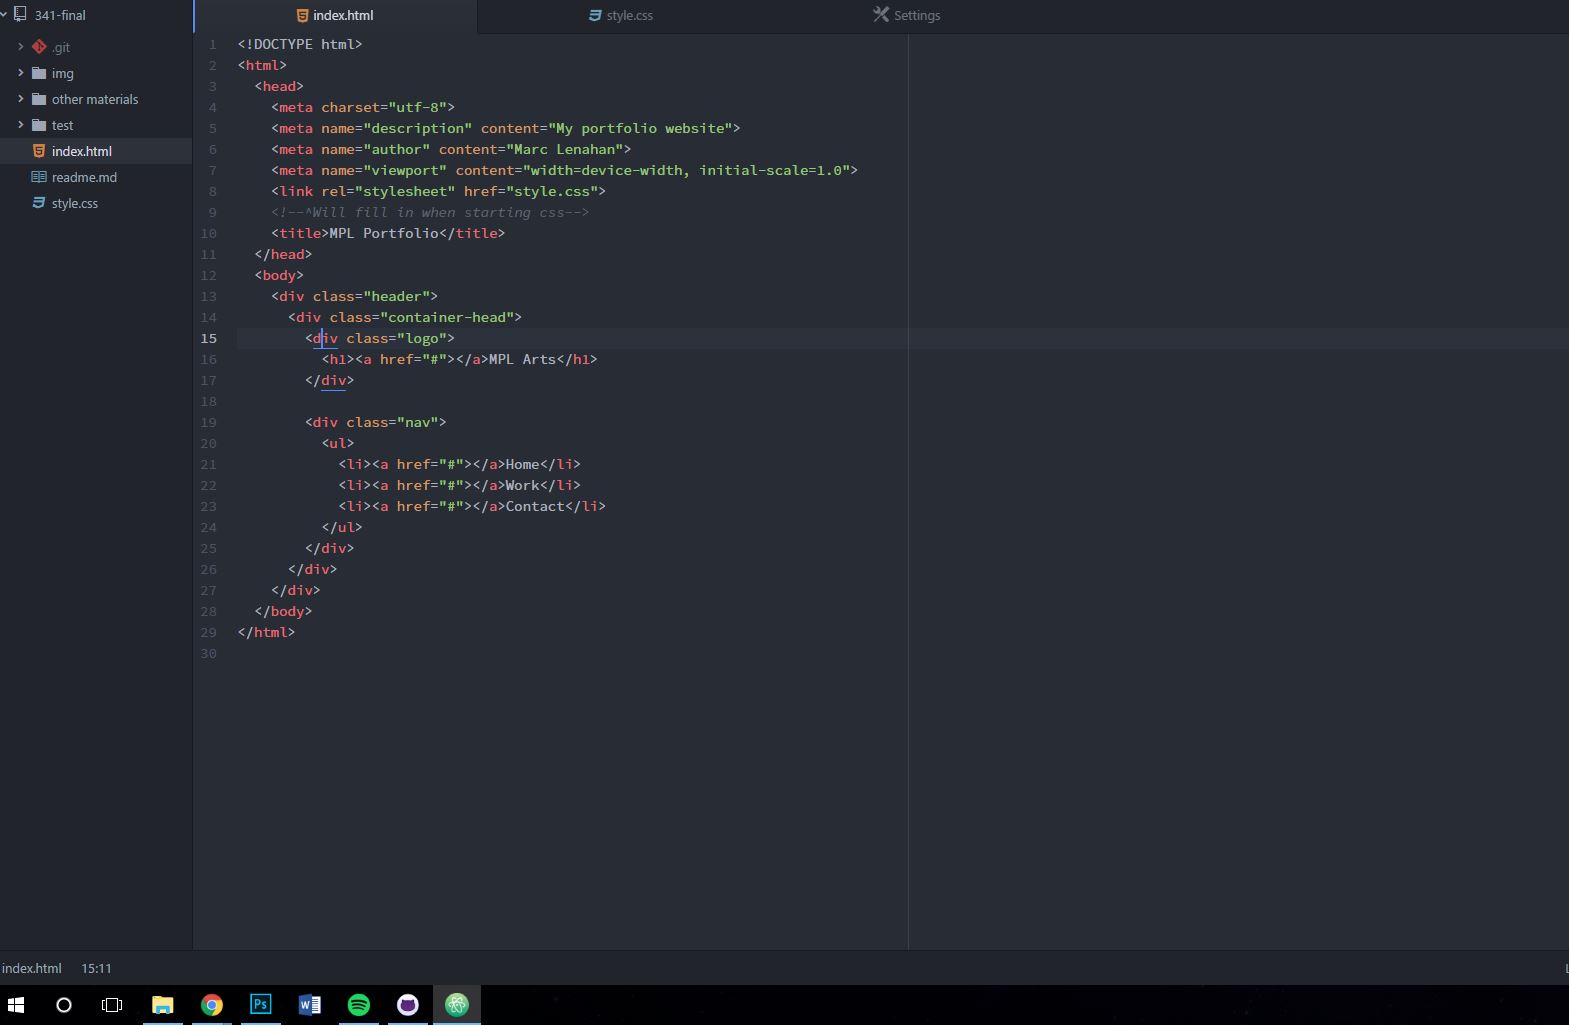 341-final
.git
img
other materials
test
index.html
readme.md
style.css
index.html
style.css
Settings
1 <!DOCTYPE html>
2 <html>
3 <head>
4 <meta charset="utf-8">
5 <meta name="description" content="My portfolio website">
6 <meta name="author" content="Marc Lenahan">
7 <meta name="viewport" content="width=device-width, initial-scale=1.0">
8 <link rel="stylesheet" href="style.css">
9 <!--^Will fill in when starting css-->
10 <title>MPL Portfolio</title>
11 </head>
12 <body>
13 <div class="header">
14 <div class="container-head">
15 <div class="logo">
16 <h1><a href="#"></a>MPL Arts</h1>
17 </div>
18
19 <div class="nav">
20 <ul>
21 <li><a href="#"></a>Home</li>
22 <li><a href="#"></a>Work</li>
23 <li><a href="#"></a>Contact</li>
24 </ul>
25 </div>
26 </div>
27 </div>
28 </body>
29 </html>
30
index.html 15:11
Ps
W